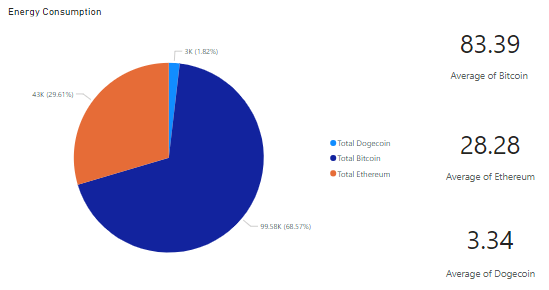 Energy Consumption
3K (1.82%)
43K (29.61%)
99.58K (68.57%)
Total Dogecoin
Total Bitcoin
Total Ethereum
83.39
Average of Bitcoin
28.28
Average of Ethereum
3.34
Average of Dogecoin